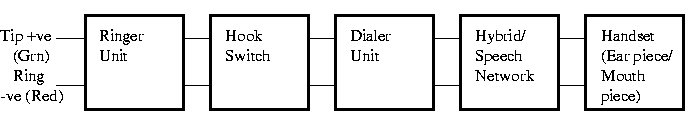 Tip +ve
(Grn)
Ring
-ve (Red)
Ringer
Unit
Hook
Switch
Dialer
Unit
Hybrid/
Speech
Network
Handset
(Ear piece/
Mouth
piece)